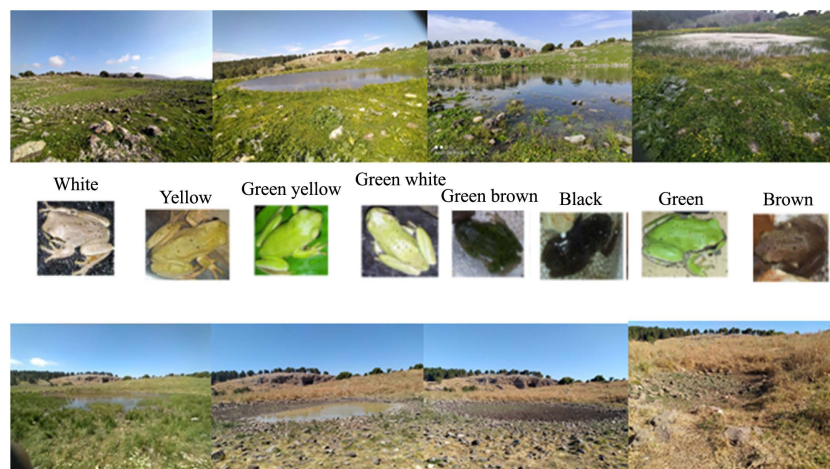 White
Yellow
Green yellow
Green white
Green brown
Black
Green
Brown